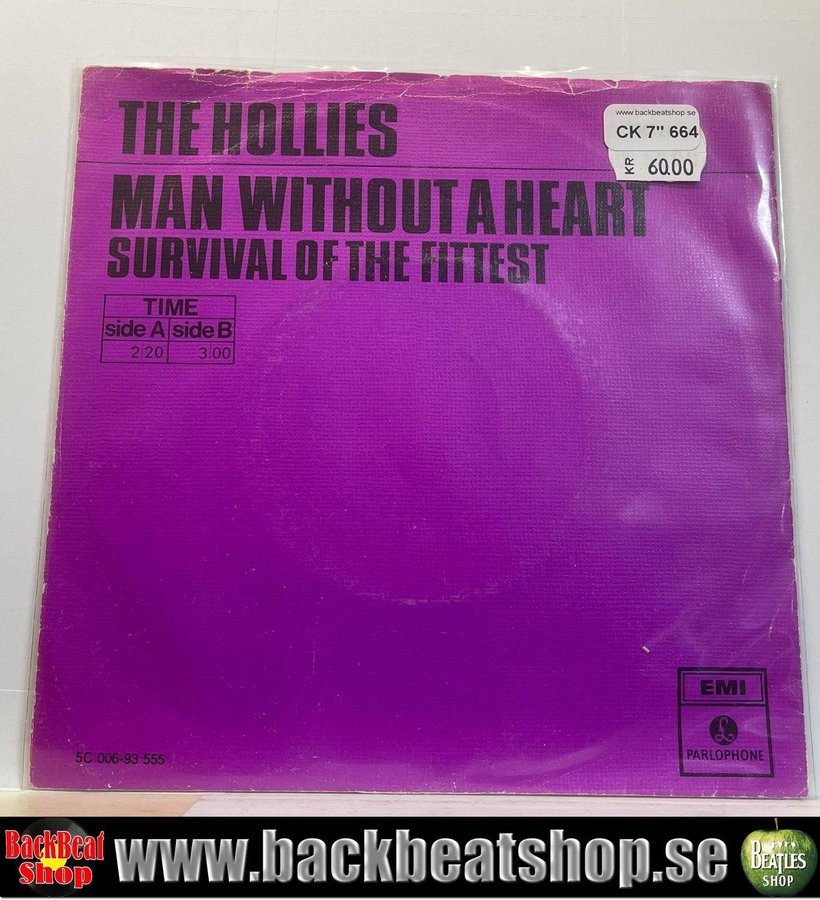 THE HOLLIES
www.backbeatshop.se
CK 7" 664
KR 60.00
MAN WITHOUT A HEART
SURVIVAL OF THE FITTEST
TIME
side A side B
2 20 3 00
EMI
PARLOPHONE
5C 006-93 555
BackBeat
Shop
www.backbeatshop.se
BEATLES
SHOP